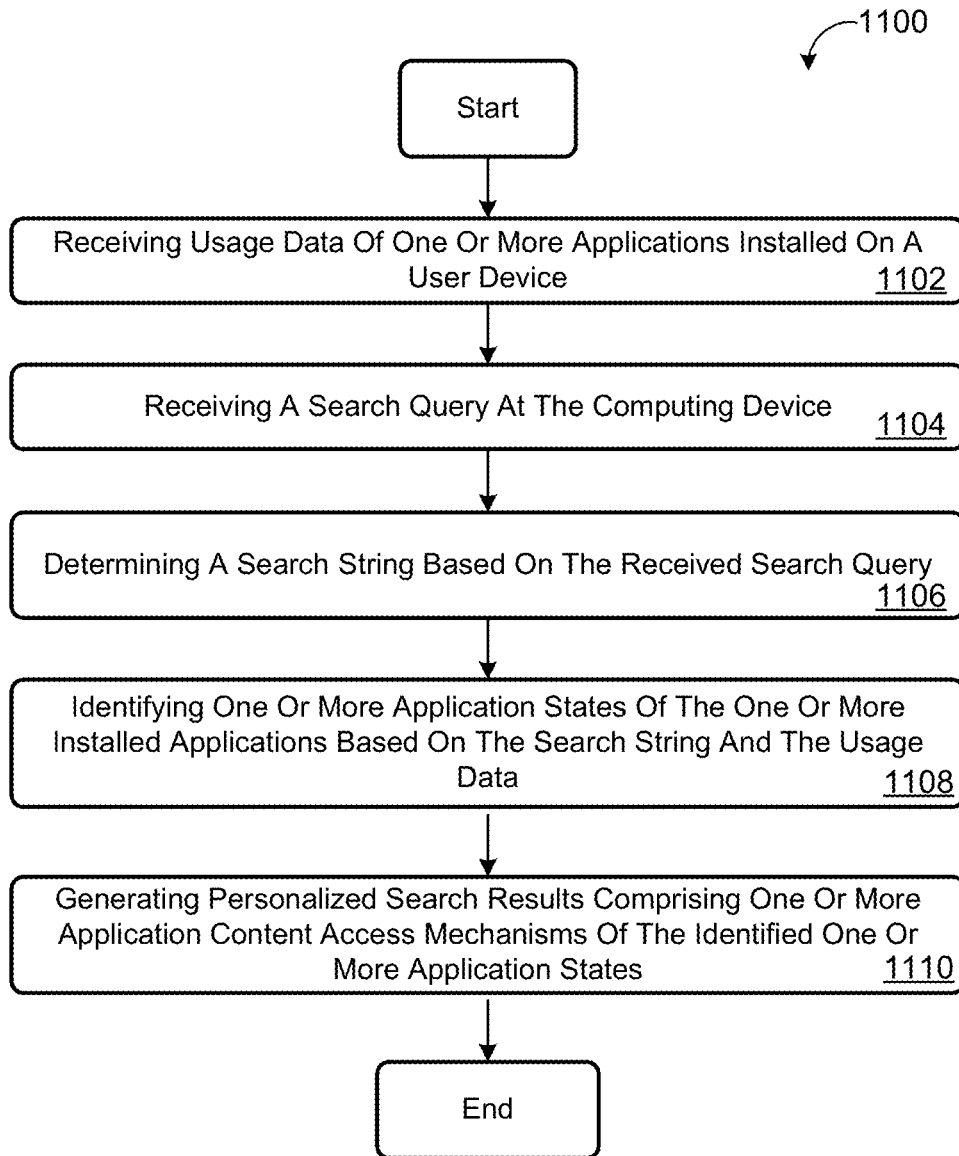 1100
Start
Receiving Usage Data Of One Or More Applications Installed On A
User Device
1102
Receiving A Search Query At The Computing Device
1104
Determining A Search String Based On The Received Search Query
1106
Identifying One Or More Application States Of The One Or More
Installed Applications Based On The Search String And The Usage
Data
1108
Generating Personalized Search Results Comprising One Or More
Application Content Access Mechanisms Of The Identified One Or
More Application States
1110
End